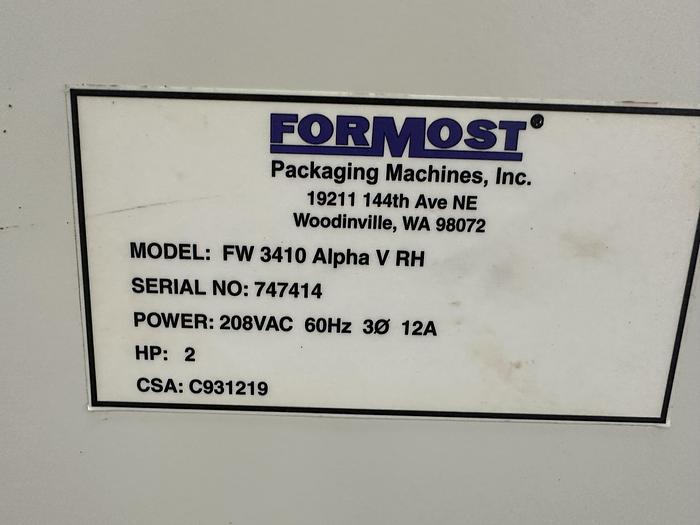 FORMOST®
Packaging Machines, Inc.
19211 144th Ave NE
Woodinville, WA 98072
MODEL: FW 3410 Alpha V RH
SERIAL NO: 747414
POWER: 208VAC 60Hz 3Ø 12A
HP: 2
CSA: C931219